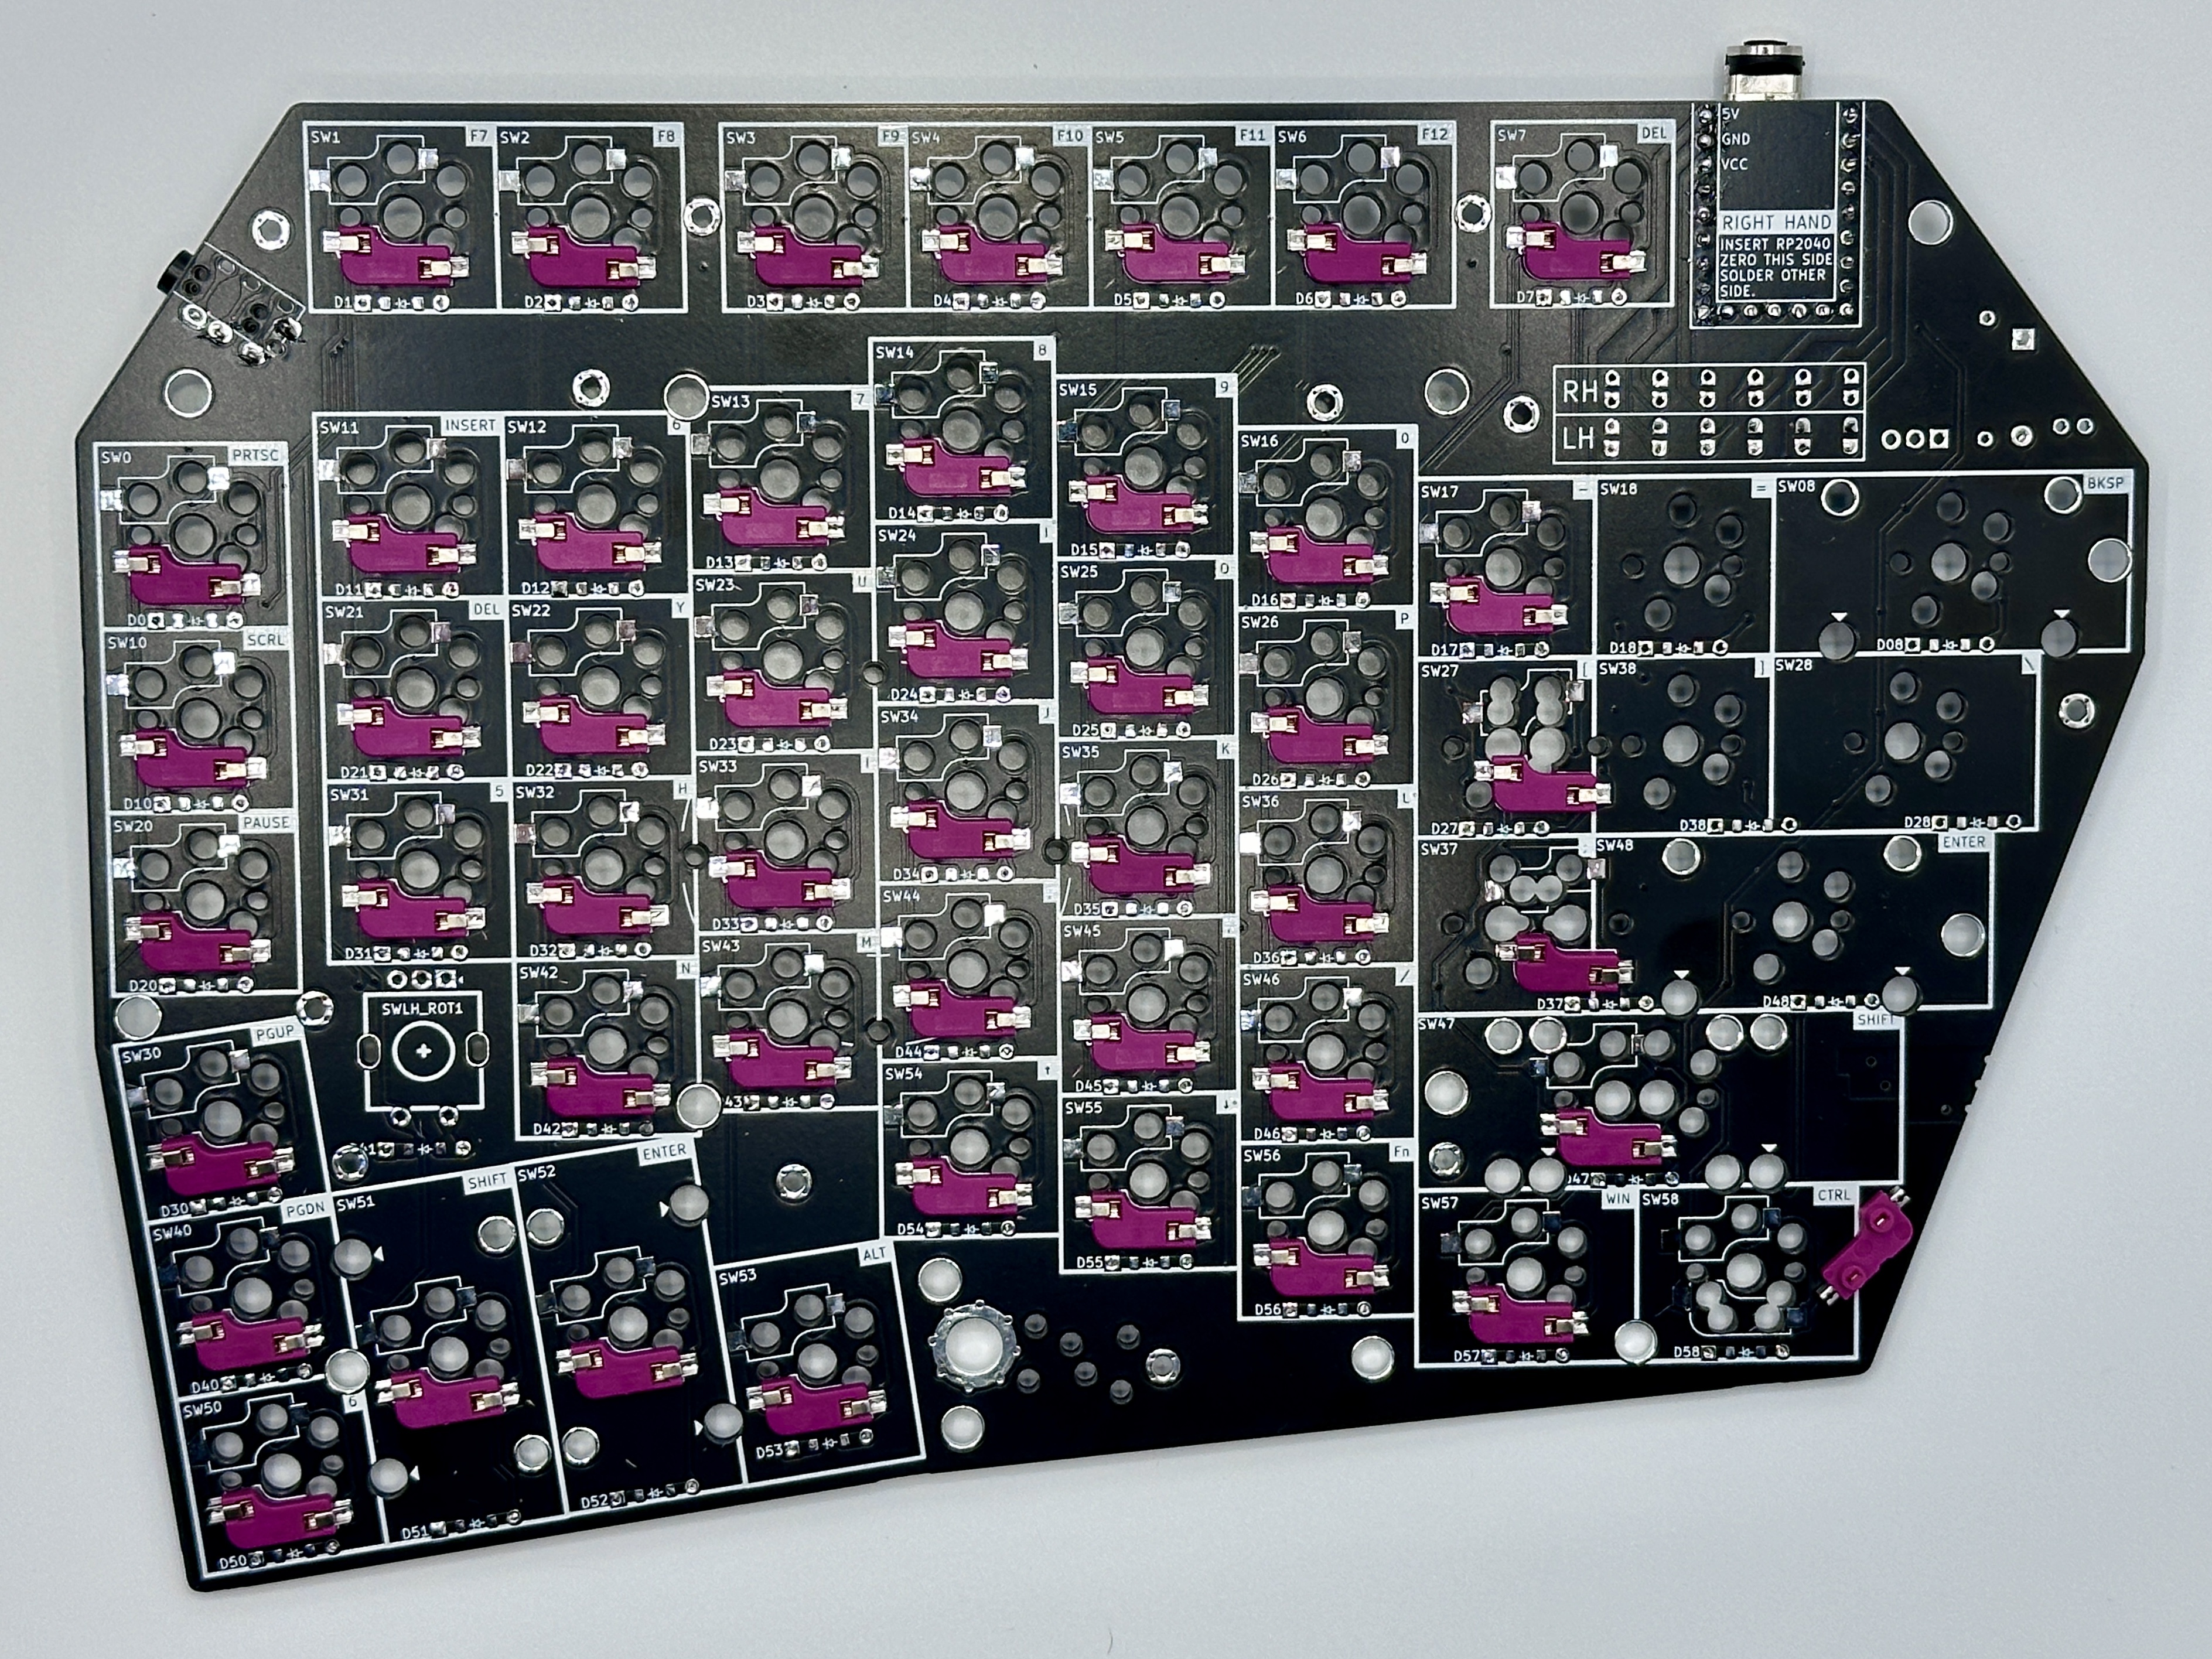 SW1 F7
SW2 F8
SW3 F9
SW4 F10
SW5 F11
SW6 F12
SW7 DEL
D1
D2
D3
D4
D5
D6
D7
5V
GND
VCC
RIGHT HAND
INSERT RP2040
ZERO THIS SIDE
SOLDER OTHER
SIDE.
RH
LH
SW0 PRTSC
SW11 INSERT
SW12 6
SW13 7
SW14 8
SW15 9
SW16 0
SW17 -
SW18 =
SW08 BKSP
D0
D11
D12
D13
D14
D15
D16
D17
D18
D08
SW10 SCRL
SW21 DEL
SW22 Y
SW23 U
SW24 I
SW25 O
SW26 P
SW27 [
SW38 ]
SW28 \
D10
D21
D22
D23
D24
D25
D26
D27
D38
D28
SW20 PAUSE
SW31 5
SW32 H
SW33
SW34 J
SW35 K
SW36 L
SW37
SW48 ENTER
D20
D31
D32
D33
D34
D35
D36
D37
D48
SW30 PGUP
SWLH_ROT1
SW42 N
SW43 M
SW44
SW45
SW46 /
SW47 SHIFT
D30
41
D42
43
D44
D45
D46
D47
SW40 PGDN
SW51 SHIFT
SW52 ENTER
SW53 ALT
SW54 ↑
SW55 ↓
SW56 Fn
SW57 WIN
SW58 CTRL
D40
D51
D52
D53
D54
D55
D56
D57
D58
SW50 6
D50